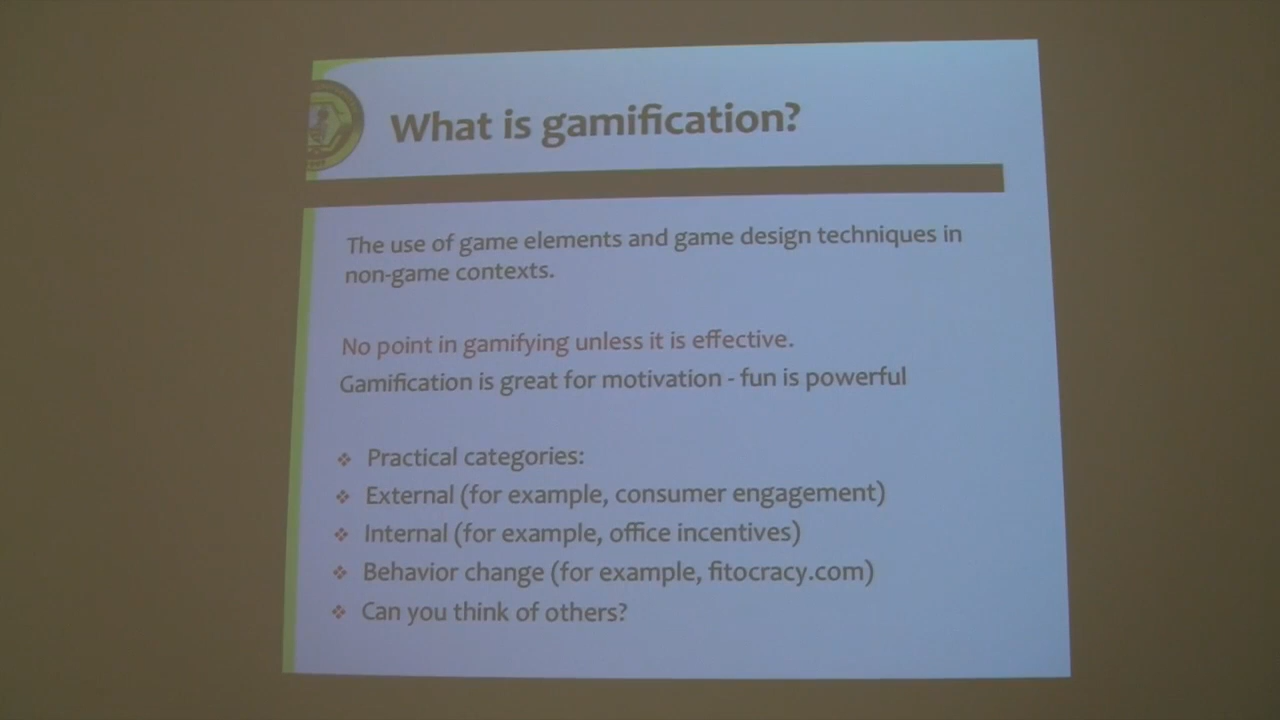 What is gamification?
The use of game elements and game design techniques in
non-game contexts.
No point in gamifying unless it is effective.
Gamification is great for motivation - fun is powerful
❖ Practical categories:
❖ External (for example, consumer engagement)
❖ Internal (for example, office incentives)
❖ Behavior change (for example, fitocracy.com)
❖ Can you think of others?